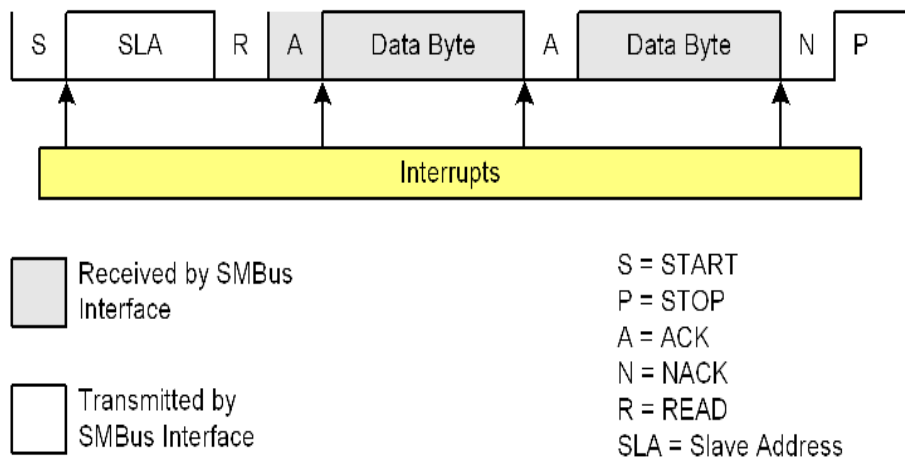 S SLA R A Data Byte A Data Byte N P
Interrupts
Received by SMBus
Interface
Transmitted by
SMBus Interface
S = START
P = STOP
A = ACK
N = NACK
R = READ
SLA = Slave Address